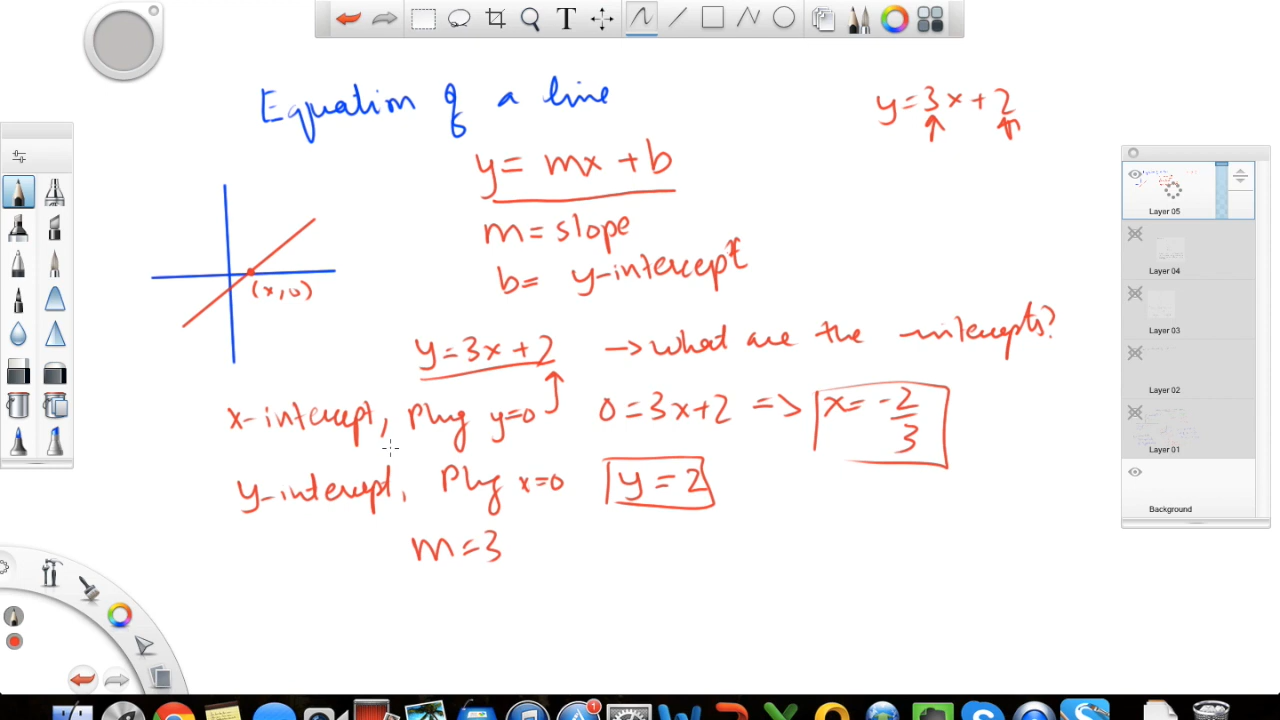 Equation of a line
y=3x+2
y= mx +b
m= slope
b= y-intercept
(x,0)
y=3x+2 → what are the intercepts?
x-intercept, Plug y=0 0=3x+2 => x= -2/3
y-intercept, Plug x=0 y=2
m=3
T
Layer 05
Layer 04
Layer 03
Layer 02
Layer 01
Background
1